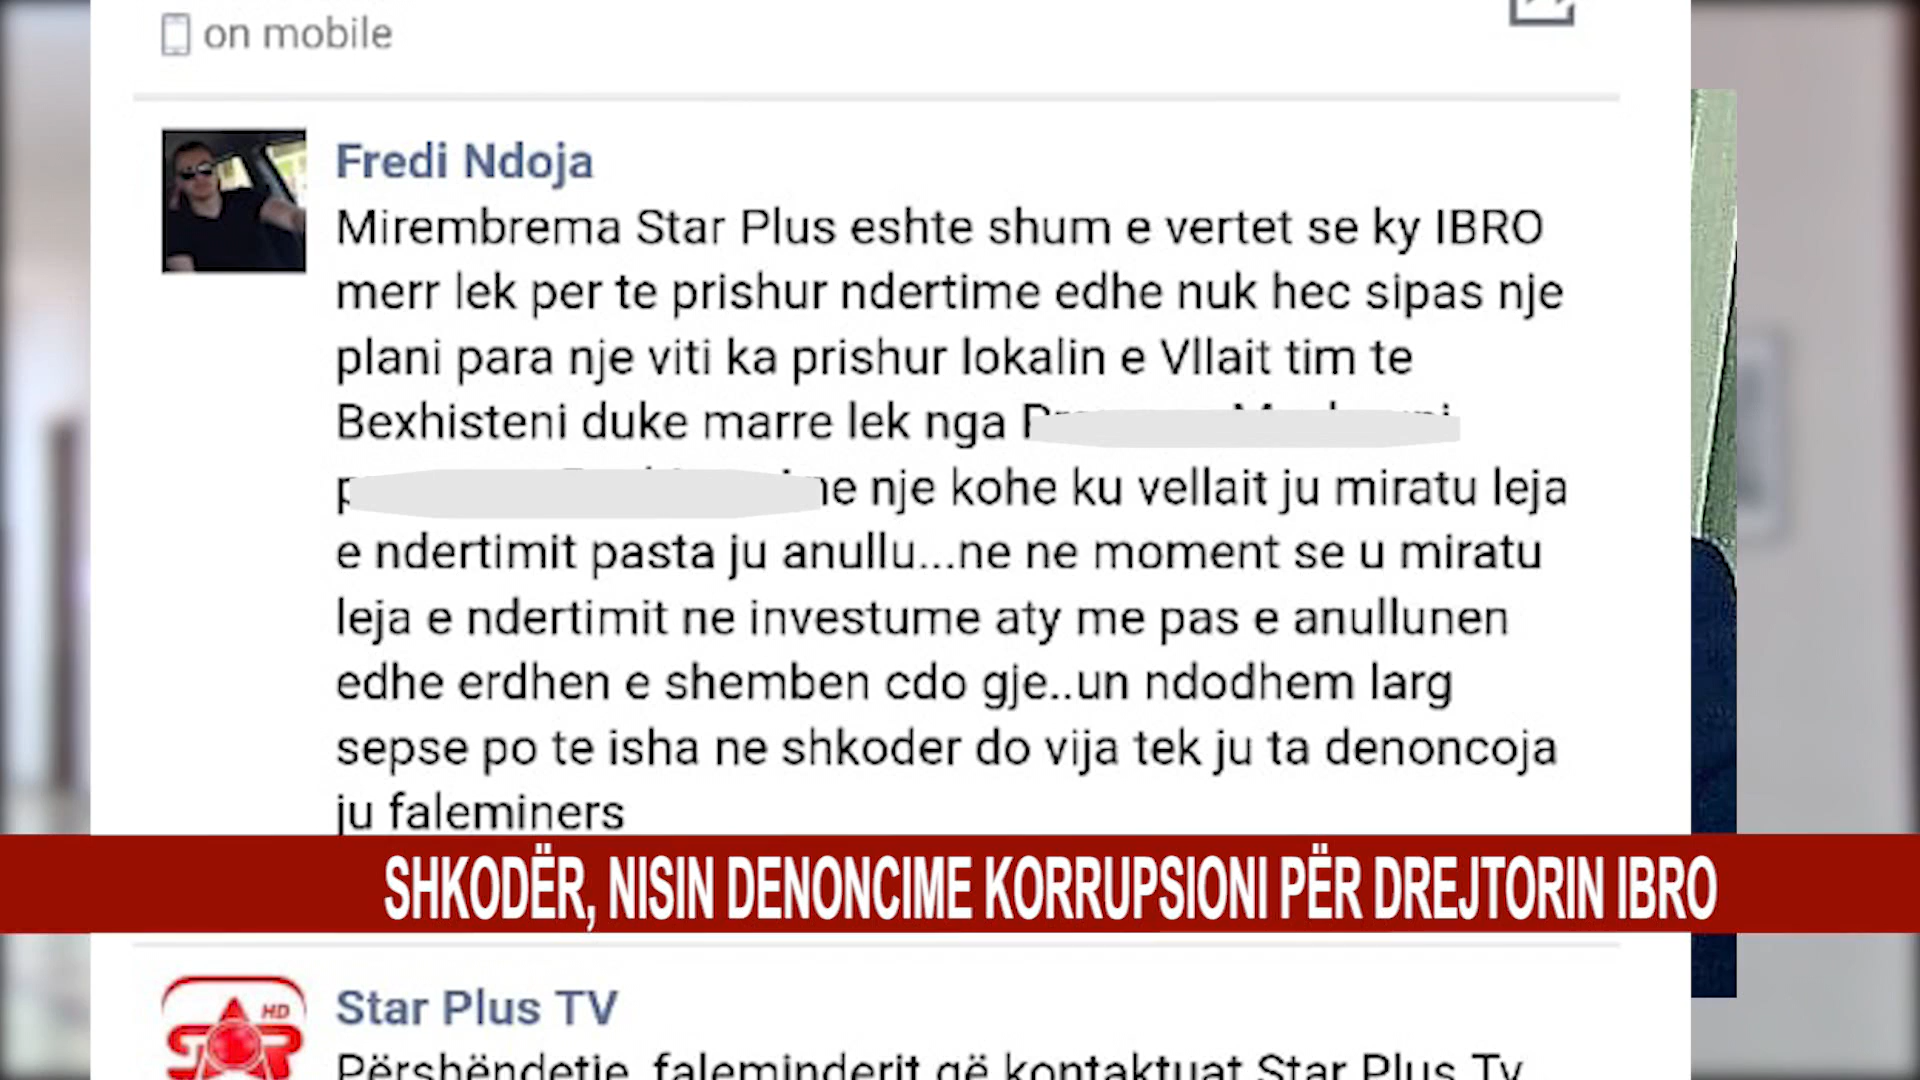 on mobile
Fredi Ndoja
Mirembrema Star Plus eshte shum e vertet se ky IBRO
merr lek per te prishur ndertime edhe nuk hec sipas nje
plani para nje viti ka prishur lokalin e Vllait tim te
Bexhisteni duke marre lek nga
nje kohe ku vellait ju miratu leja
e ndertimit pasta ju anullu...ne ne moment se u miratu
leja e ndertimit ne investume aty me pas e anullunen
edhe erdhen e shemben cdo gje..un ndodhem larg
sepse po te isha ne shkoder do vija tek ju ta denoncoja
ju faleminers
SHKODËR, NISIN DENONCIME KORRUPSIONI PËR DREJTORIN IBRO
HD
STAR
Star Plus TV
Përshëndetje, faleminderit që kontaktuat Star Plus Tv